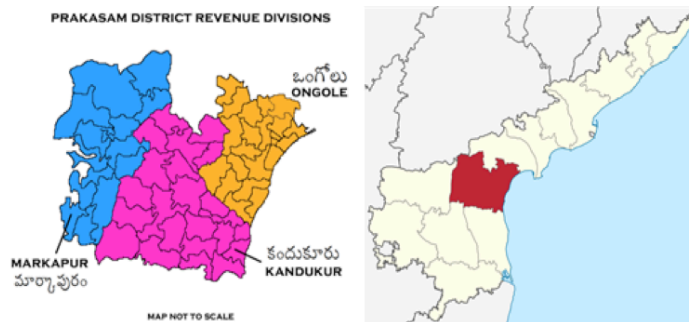 PRAKASAM DISTRICT REVENUE DIVISIONS
ఒంగోలు
ONGOLE
MARKAPUR
మార్కాపురం
కందుకూరు
KANDUKUR
MAP NOT TO SCALE